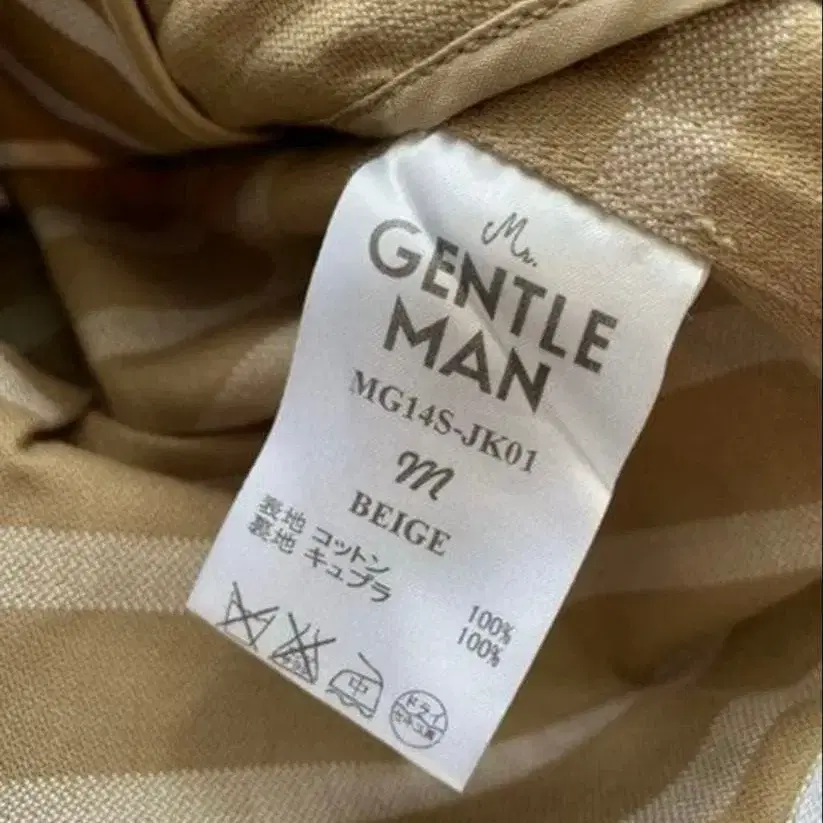 Mr.
GENTLE
MAN
MG14S-JK01
m
BEIGE
表地 コットン 100%
裏地 キュプラ 100%
中
ドライ